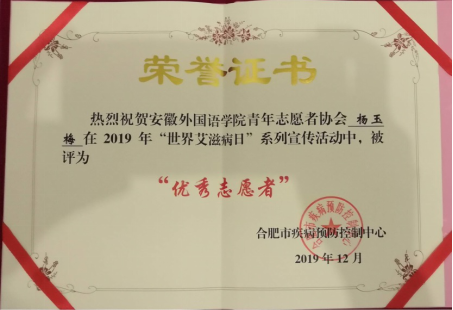 荣誉证书
热烈祝贺安徽外国语学院青年志愿者协会 杨玉
梅 在 2019 年“世界艾滋病日”系列宣传活动中，被
评为
“优秀志愿者”
合肥市疾病预防控制中心
2019 年 12 月